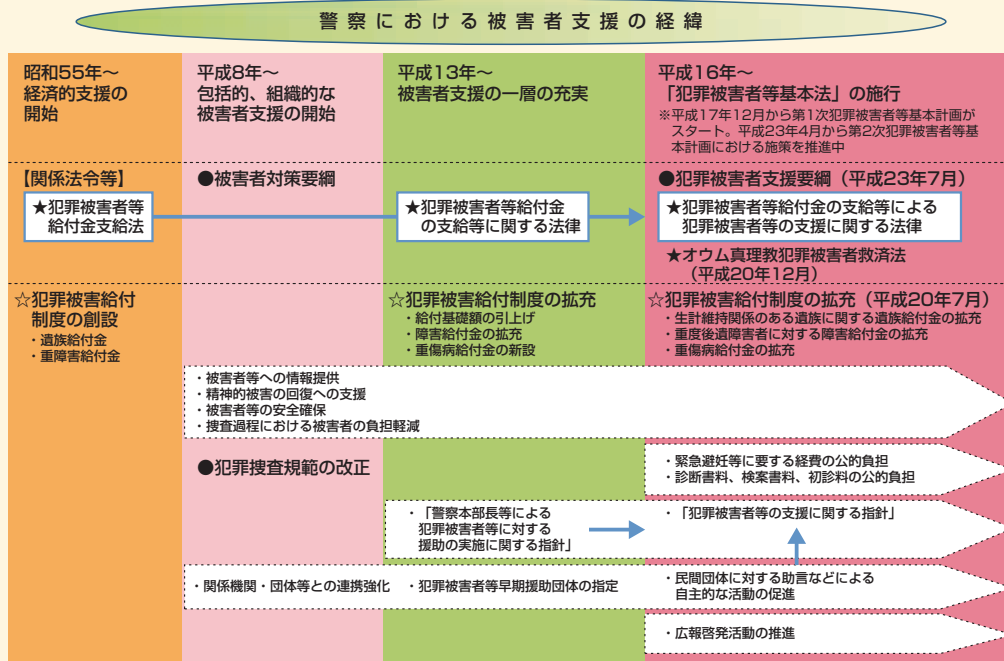 警察における被害者支援の経緯
昭和55年～
経済的支援の
開始
平成8年～
包括的、組織的な
被害者支援の開始
平成13年～
被害者支援の一層の充実
平成16年～
「犯罪被害者等基本法」の施行
※平成17年12月から第1次犯罪被害者等基本計画が
スタート。平成23年4月から第2次犯罪被害者等基
本計画における施策を推進中
【関係法令等】
★犯罪被害者等
給付金支給法
●被害者対策要綱
★犯罪被害者等給付金
の支給等に関する法律
●犯罪被害者支援要綱（平成23年7月）
★犯罪被害者等給付金の支給等による
犯罪被害者等の支援に関する法律
★オウム真理教犯罪被害者救済法
（平成20年12月）
☆犯罪被害給付
制度の創設
・遺族給付金
・重障害給付金
☆犯罪被害給付制度の拡充
・給付基礎額の引上げ
・障害給付金の拡充
・重傷病給付金の新設
☆犯罪被害給付制度の拡充（平成20年7月）
・生計維持関係のある遺族に関する遺族給付金の拡充
・重度後遺障害者に対する障害給付金の拡充
・重傷病給付金の拡充
・被害者等への情報提供
・精神的被害の回復への支援
・被害者等の安全確保
・捜査過程における被害者の負担軽減
●犯罪捜査規範の改正
・緊急避妊等に要する経費の公的負担
・診断書料、検案書料、初診料の公的負担
・「警察本部長等による
犯罪被害者等に対する
援助の実施に関する指針」
・「犯罪被害者等の支援に関する指針」
・関係機関・団体等との連携強化
・犯罪被害者等早期援助団体の指定
・民間団体に対する助言などによる
自主的な活動の促進
・広報啓発活動の推進